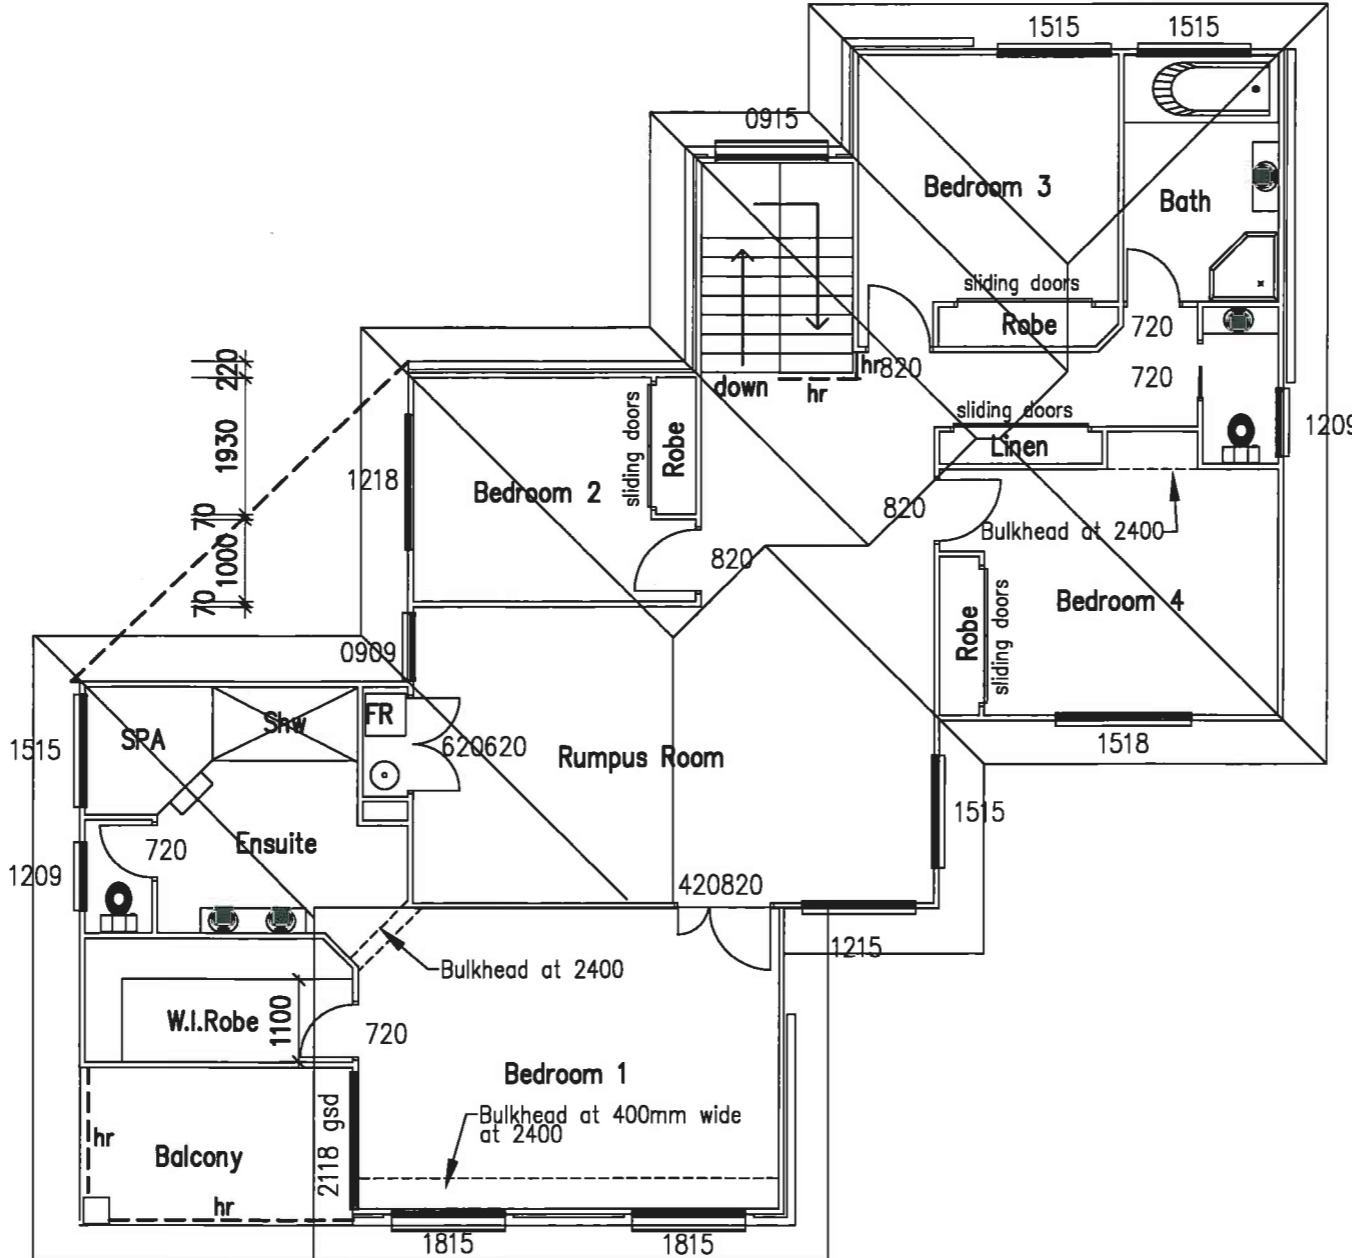 1515
1515
0915
Bedroom 3
Bath
sliding doors
Robe
720
820
hr
down
hr
720
220
1930
70
1000
70
1218
Bedroom 2
sliding doors
Robe
820
sliding doors
Linen
1209
820
Bulkhead at 2400
Bedroom 4
Robe
sliding doors
1518
0909
FR
620620
Rumpus Room
1515
SPA
Shw
1515
Ensuite
720
1209
420820
1215
Bulkhead at 2400
W.I.Robe
1100
720
Bedroom 1
Bulkhead at 400mm wide
at 2400
2118 gsd
hr
Balcony
hr
1815
1815